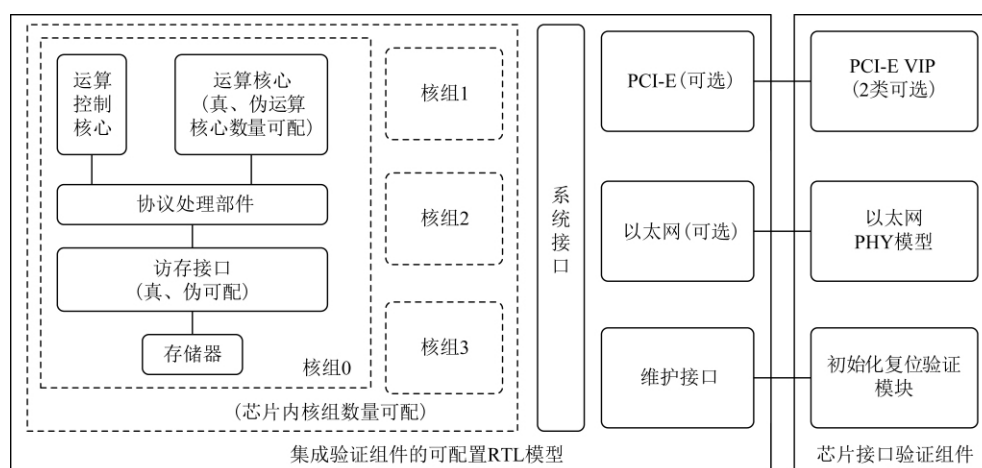 运算
控制
核心
运算核心
(真、伪运算
核心数量可配)
协议处理部件
访存接口
(真、伪可配)
存储器
核组0
核组1
核组2
核组3
(芯片内核组数量可配)
系
统
接
口
PCI-E(可选)
以太网(可选)
维护接口
集成验证组件的可配置RTL模型
PCI-E VIP
(2类可选)
以太网
PHY模型
初始化复位验证
模块
芯片接口验证组件